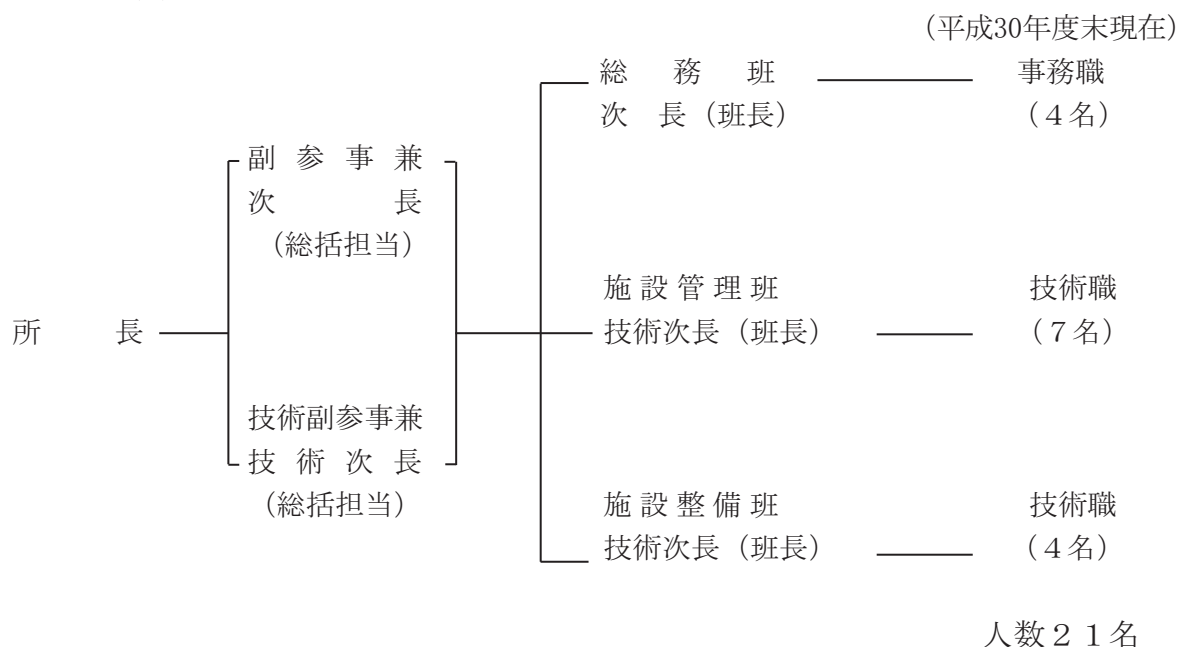 (平成30年度末現在)
総務班 事務職
次長（班長） （４名）
副参事兼
次長
（総括担当）
施設管理班 技術職
所長 技術次長（班長） （７名）
技術副参事兼
技術次長
（総括担当）
施設整備班 技術職
技術次長（班長） （４名）
人数２１名